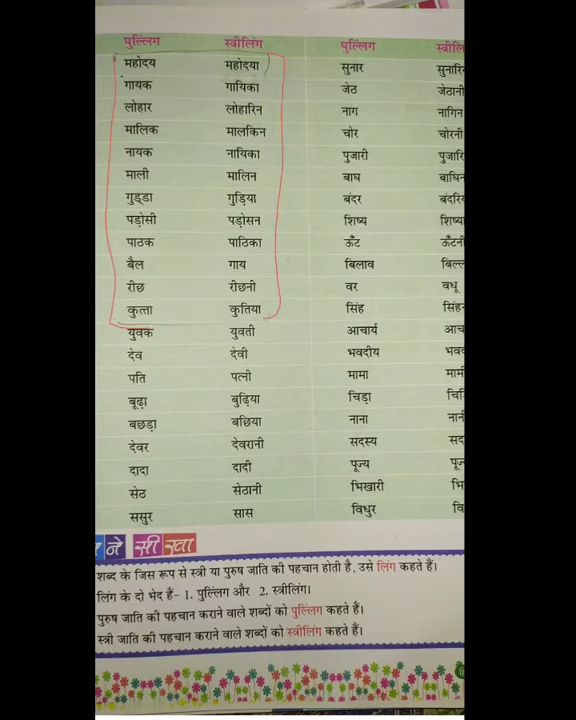 पुल्लिंग स्त्रीलिंग पुल्लिंग
महोदय महोदया सुनार
गायक गायिका जेठ जेठानी
लोहार लोहारिन नाग नागिन
मालिक मालकिन चोर चोरनी
नायक नायिका पुजारी
माली मालिन बाघ बाघिन
गुड्डा गुड़िया बंदर
पड़ोसी पड़ोसन शिष्य शिष्या
पाठक पाठिका ऊँट ऊँटनी
बैल गाय बिलाव
रीछ रीछनी वर वधू
कुत्ता कुतिया सिंह
युवक युवती आचार्य
देव देवी भवदीय
पति पत्नी मामा मामी
बूढ़ा बुढ़िया चिड़ा
बछड़ा बछिया नाना नानी
देवर देवरानी सदस्य
दादा दादी पूज्य
सेठ सेठानी भिखारी
ससुर सास विधुर
ने सीखा
शब्द के जिस रूप से स्त्री या पुरुष जाति की पहचान होती है, उसे लिंग कहते हैं।
लिंग के दो भेद हैं- 1. पुल्लिंग और 2. स्त्रीलिंग।
पुरुष जाति की पहचान कराने वाले शब्दों को पुल्लिंग कहते हैं।
स्त्री जाति की पहचान कराने वाले शब्दों को स्त्रीलिंग कहते हैं।